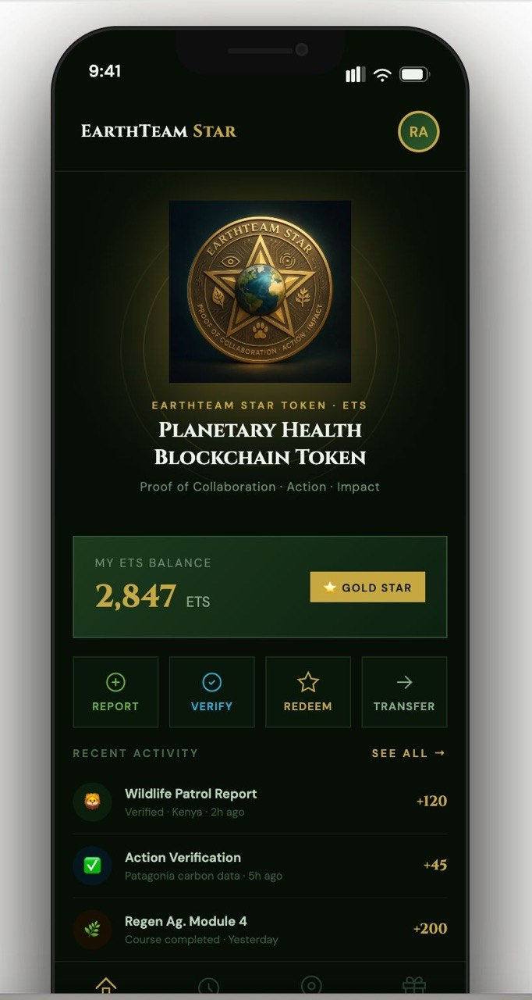 9:41
EARTHTEAM STAR
RA
EARTHTEAM STAR
PROOF OF COLLABORATION · ACTION · IMPACT
EARTHTEAM STAR TOKEN · ETS
PLANETARY HEALTH
BLOCKCHAIN TOKEN
Proof of Collaboration · Action · Impact
MY ETS BALANCE
2,847 ETS
⭐ GOLD STAR
REPORT
VERIFY
REDEEM
TRANSFER
RECENT ACTIVITY
SEE ALL →
Wildlife Patrol Report
Verified · Kenya · 2h ago
+120
Action Verification
Patagonia carbon data · 5h ago
+45
Regen Ag. Module 4
Course completed · Yesterday
+200